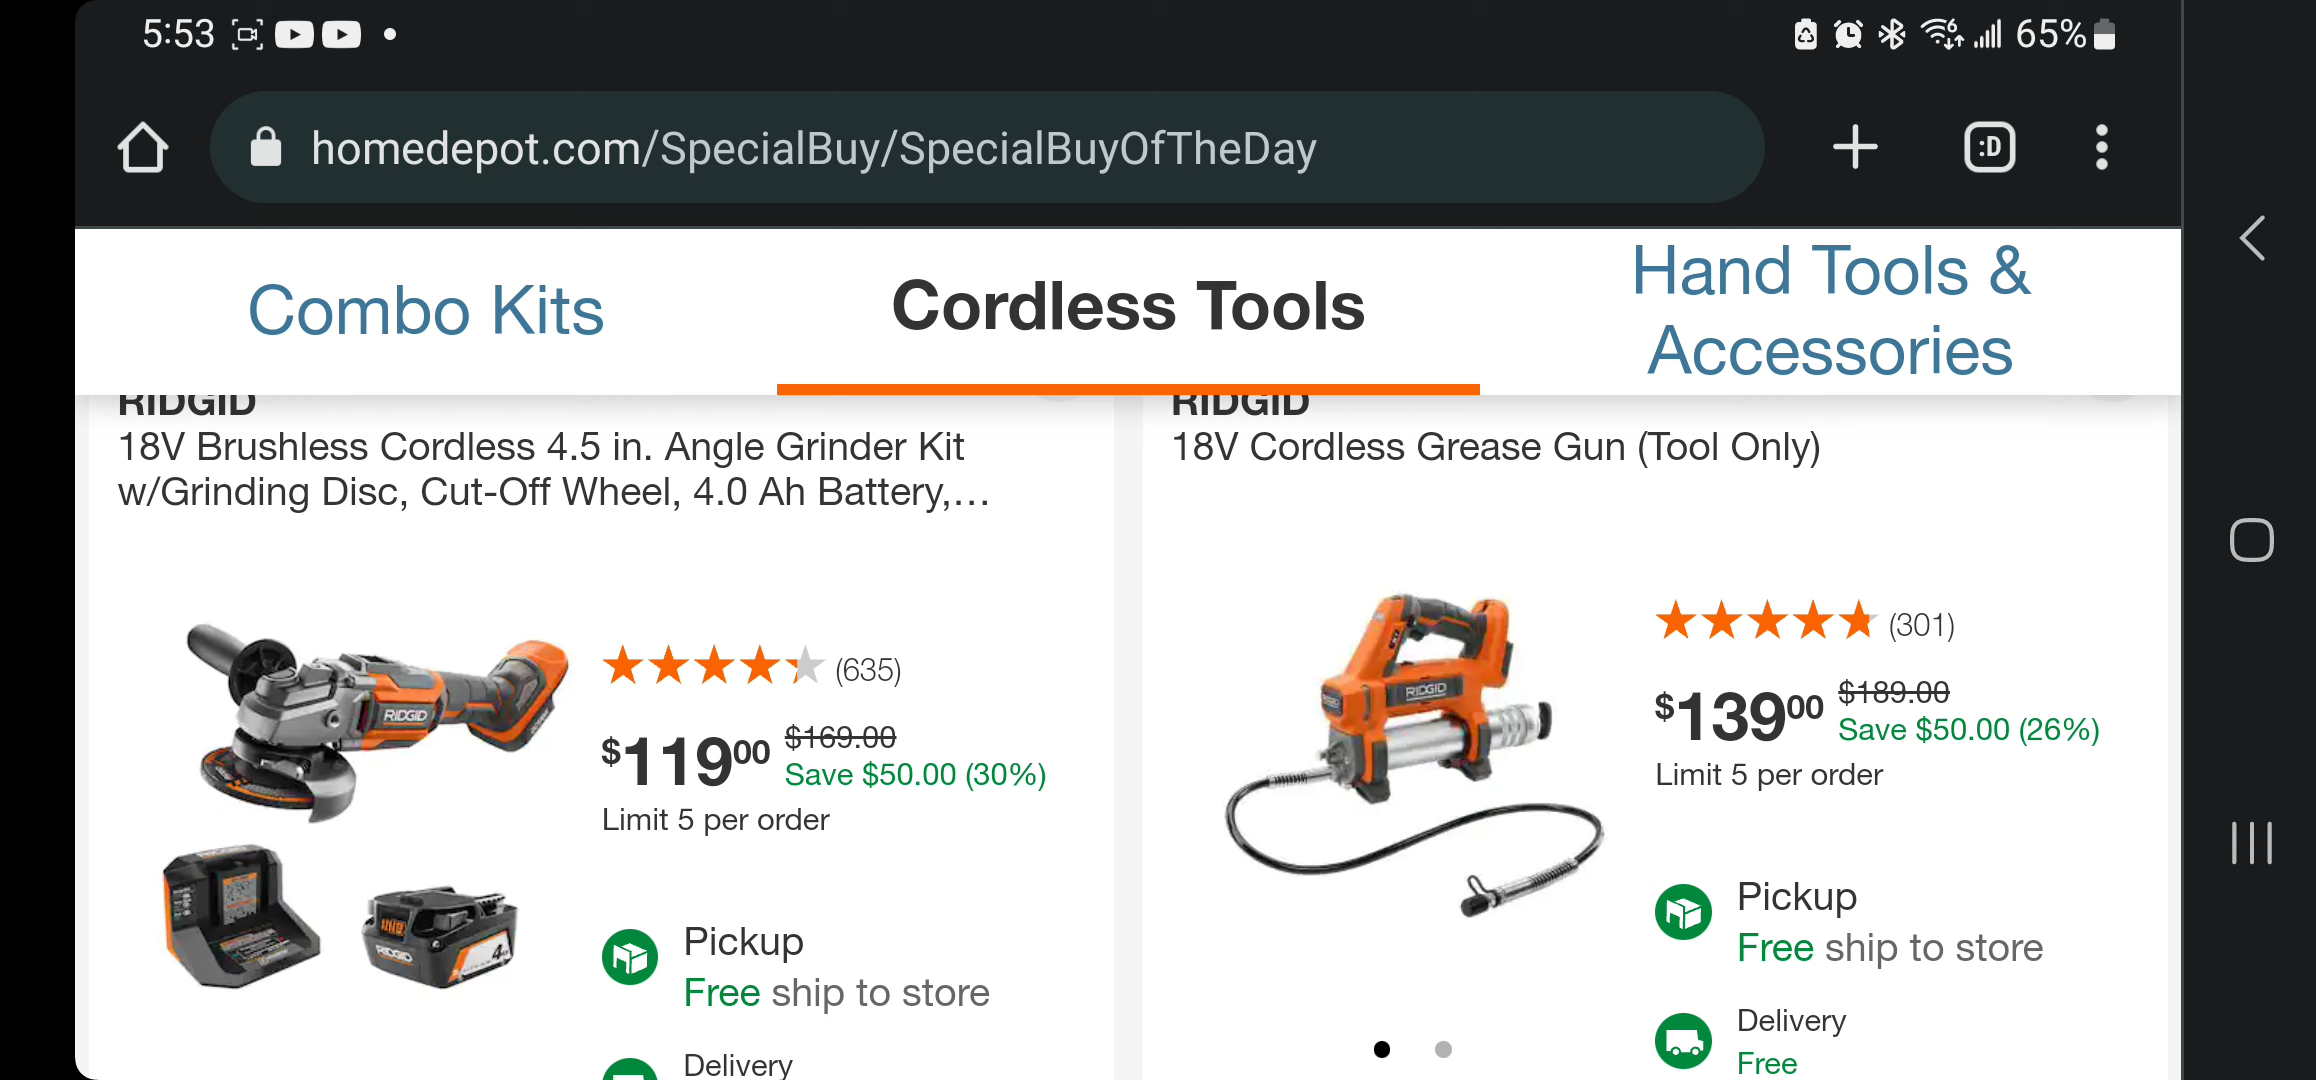 5:53
65%
homedepot.com/SpecialBuy/SpecialBuyOfTheDay
:D
Combo Kits
Cordless Tools
Hand Tools &
Accessories
RIDGID
18V Brushless Cordless 4.5 in. Angle Grinder Kit
w/Grinding Disc, Cut-Off Wheel, 4.0 Ah Battery,...
RIDGID
RIDGID
4
(635)
$11900
$169.00
Save $50.00 (30%)
Limit 5 per order
Pickup
Free ship to store
Delivery
RIDGID
18V Cordless Grease Gun (Tool Only)
RIDGID
(301)
$13900
$189.00
Save $50.00 (26%)
Limit 5 per order
Pickup
Free ship to store
Delivery
Free